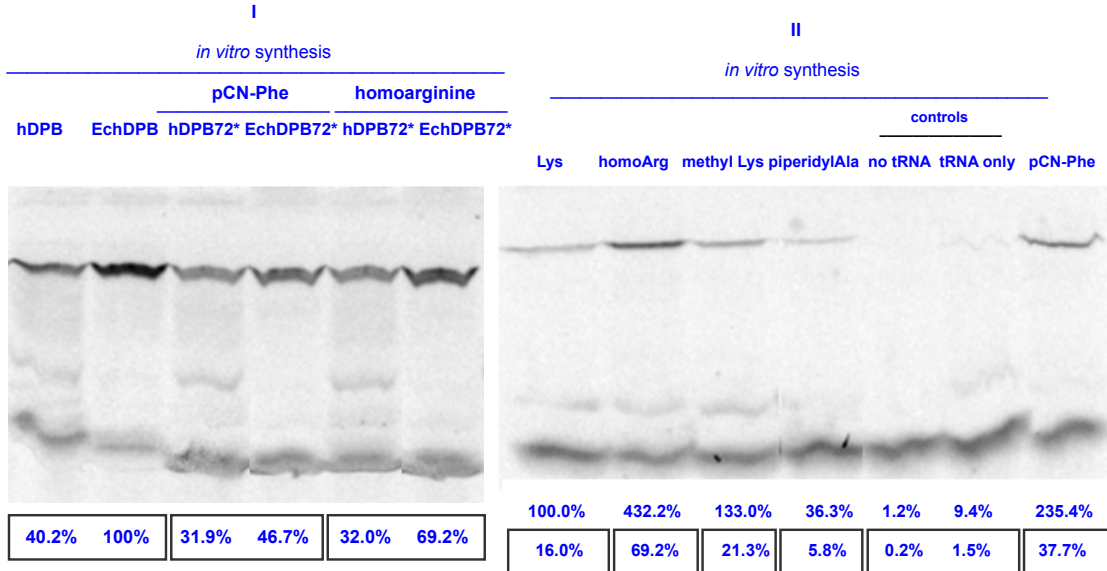 I
in vitro synthesis
pCN-Phe homoarginine
hDPB EchDPB hDPB72* EchDPB72* hDPB72* EchDPB72*
40.2% 100% 31.9% 46.7% 32.0% 69.2%
II
in vitro synthesis
controls
Lys homoArg methyl Lys piperidylAla no tRNA tRNA only pCN-Phe
100.0% 432.2% 133.0% 36.3% 1.2% 9.4% 235.4%
16.0% 69.2% 21.3% 5.8% 0.2% 1.5% 37.7%